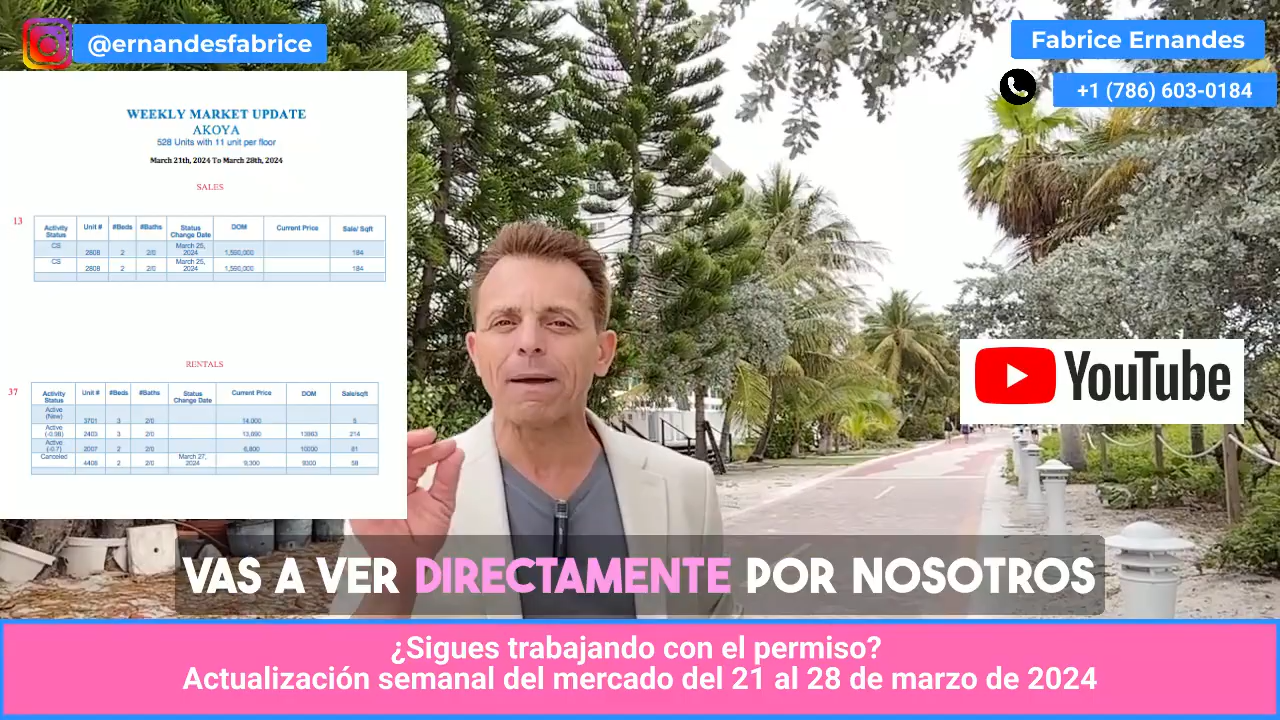 @ernandesfabrice
Fabrice Ernandes
+1 (786) 603-0184
WEEKLY MARKET UPDATE
AKOYA
528 Units with 11 unit per floor
March 21th, 2024 To March 28th, 2024
SALES
13
Activity Status Unit # #Beds #Baths Status Change Date DOM Current Price Sale/ Sqft
CS 2808 2 2/0 March 25, 2024 1,590,000 184
CS 2808 2 2/0 March 25, 2024 1,590,000 184
RENTALS
37
Activity Status Unit # #Beds #Baths Status Change Date Current Price DOM Sale/sqft
Active (New) 3701 3 2/0 14,000 5
Active 2403 3 2/0 13,890 13863 214
Active (-0.7) 2007 2 2/0 6,800 10000 81
Canceled 4408 2 2/0 March 27, 2024 9,300 9300 58
YouTube
VAS A VER DIRECTAMENTE POR NOSOTROS
¿Sigues trabajando con el permiso?
Actualización semanal del mercado del 21 al 28 de marzo de 2024